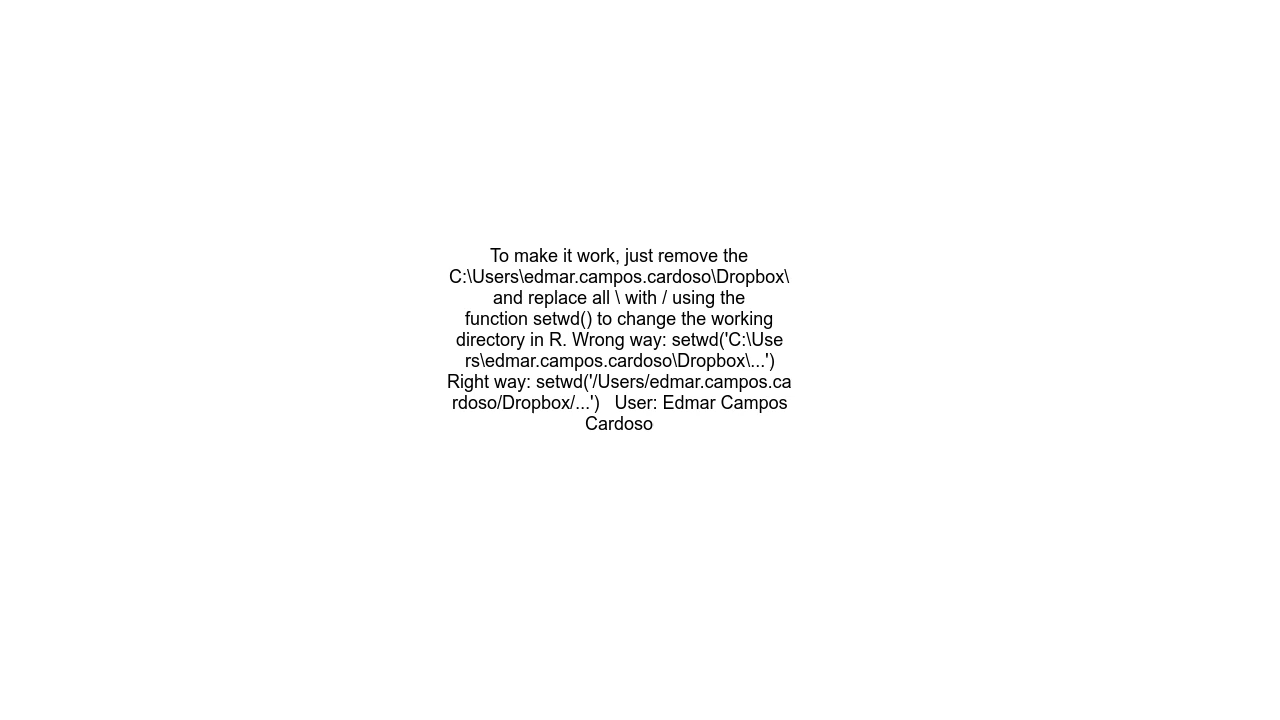 To make it work, just remove the
C:\Users\edmar.campos.cardoso\Dropbox\
and replace all \ with / using the
function setwd() to change the working
directory in R. Wrong way: setwd('C:\Use
rs\edmar.campos.cardoso\Dropbox\...')
Right way: setwd('/Users/edmar.campos.ca
rdoso/Dropbox/...')   User: Edmar Campos
Cardoso